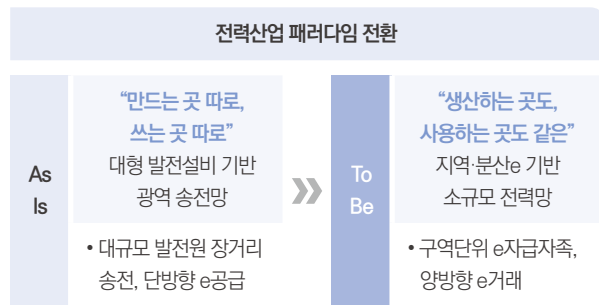 전력산업 패러다임 전환
As
Is
“만드는 곳 따로,
쓰는 곳 따로”
대형 발전설비 기반
광역 송전망
• 대규모 발전원 장거리
송전, 단방향 e공급
To
Be
“생산하는 곳도,
사용하는 곳도 같은”
지역·분산e 기반
소규모 전력망
• 구역단위 e자급자족,
양방향 e거래